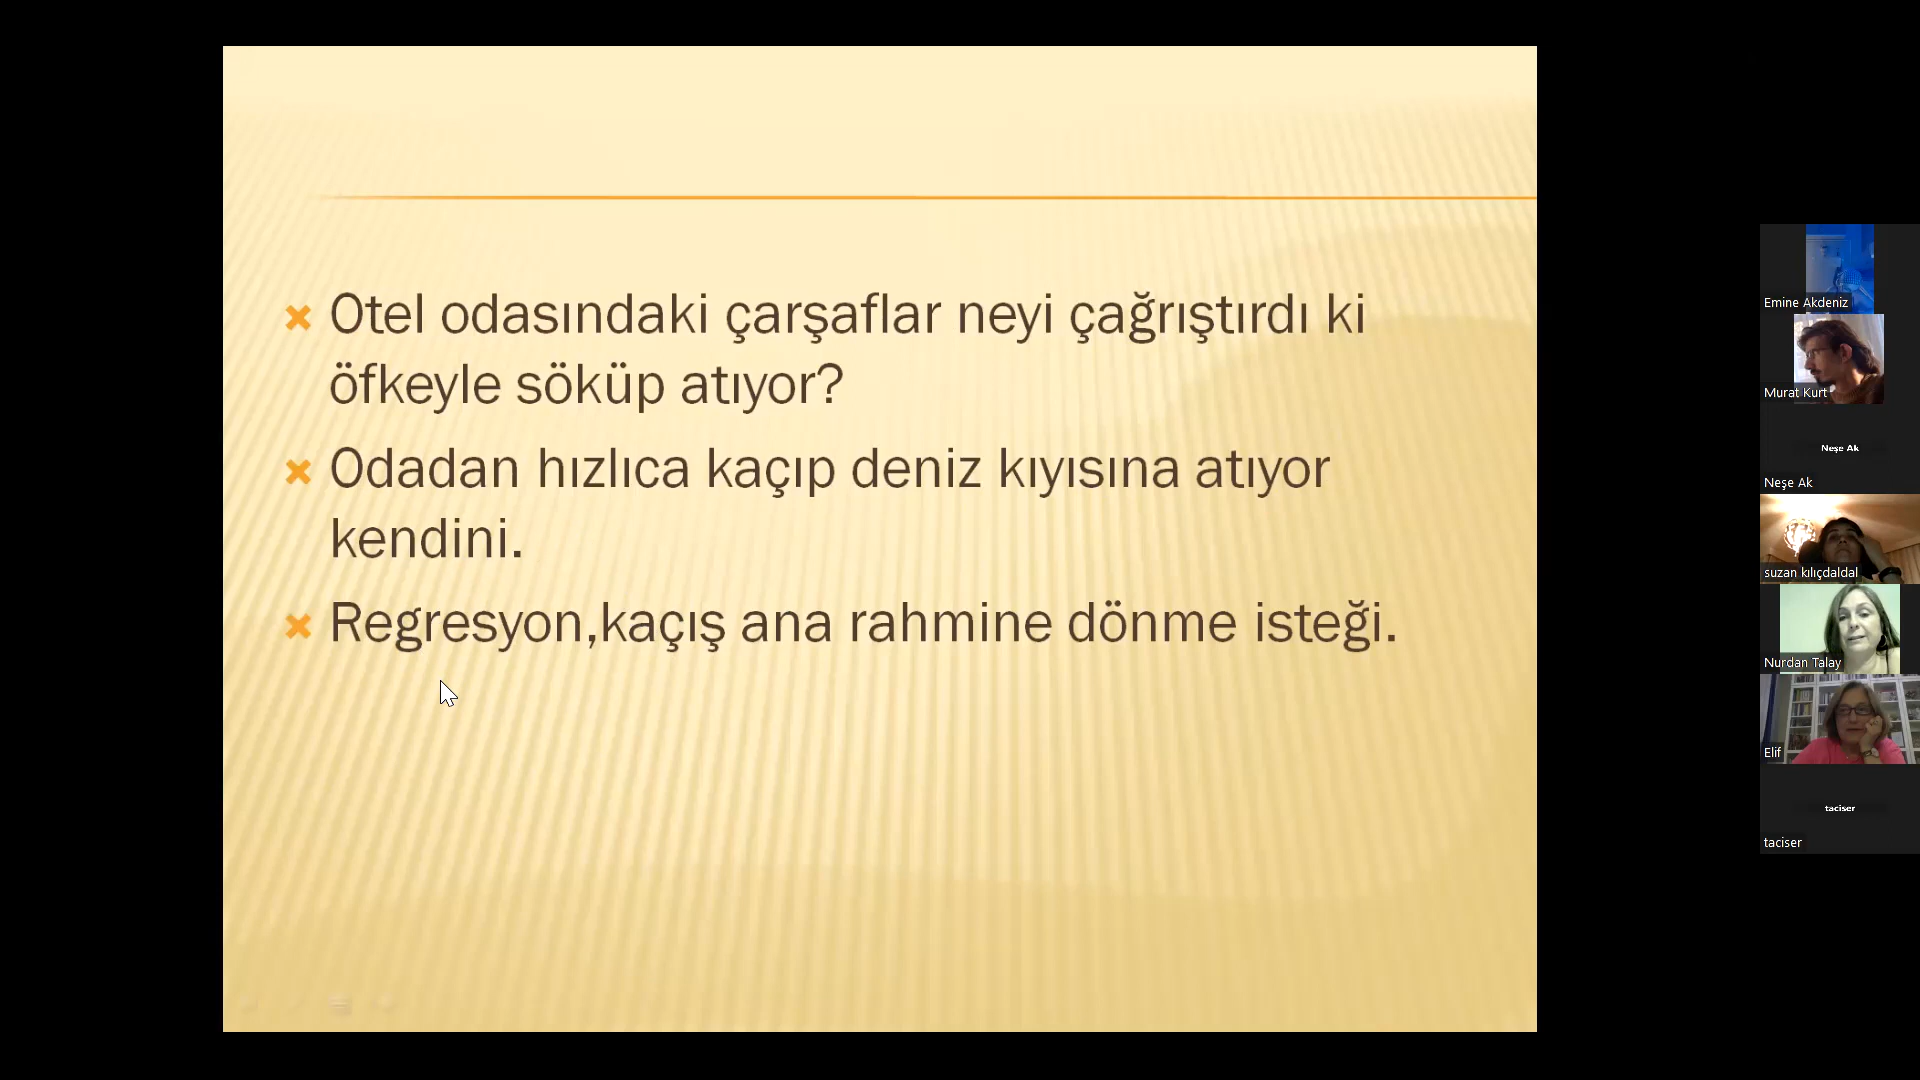 Otel odasındaki çarşaflar neyi çağrıştırdı ki
öfkeyle söküp atıyor?
Odadan hızlıca kaçıp deniz kıyısına atıyor
kendini.
Regresyon,kaçış ana rahmine dönme isteği.
Emine Akdeniz
Murat Kurt
Neşe Ak
Neşe Ak
suzan kılıçdaldal
Nurdan Talay
Elif
taciser
taciser